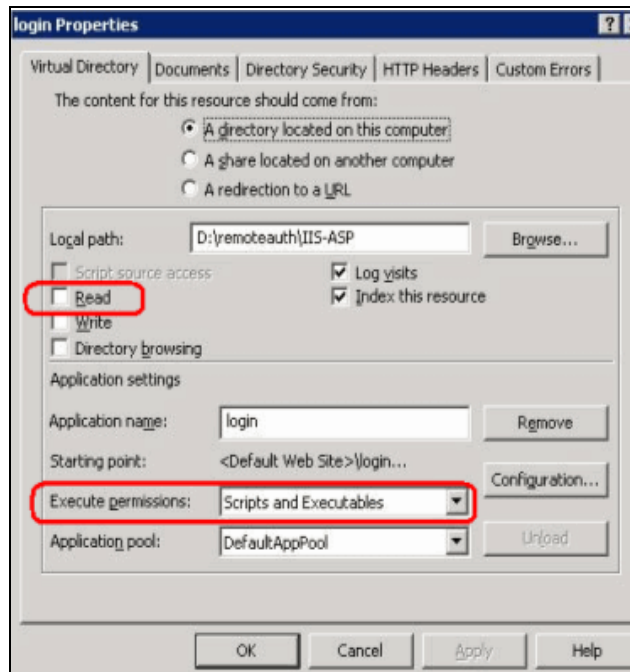 login Properties
?
Virtual Directory
Documents
Directory Security
HTTP Headers
Custom Errors
The content for this resource should come from:
A directory located on this computer
A share located on another computer
A redirection to a URL
Local path:
D:\remoteauth\IIS-ASP
Browse...
Script source access
Log visits
Read
Index this resource
Write
Directory browsing
Application settings
Application name:
login
Remove
Starting point:
<Default Web Site>\login...
Configuration...
Execute permissions:
Scripts and Executables
Application pool:
DefaultAppPool
Unload
OK
Cancel
Apply
Help